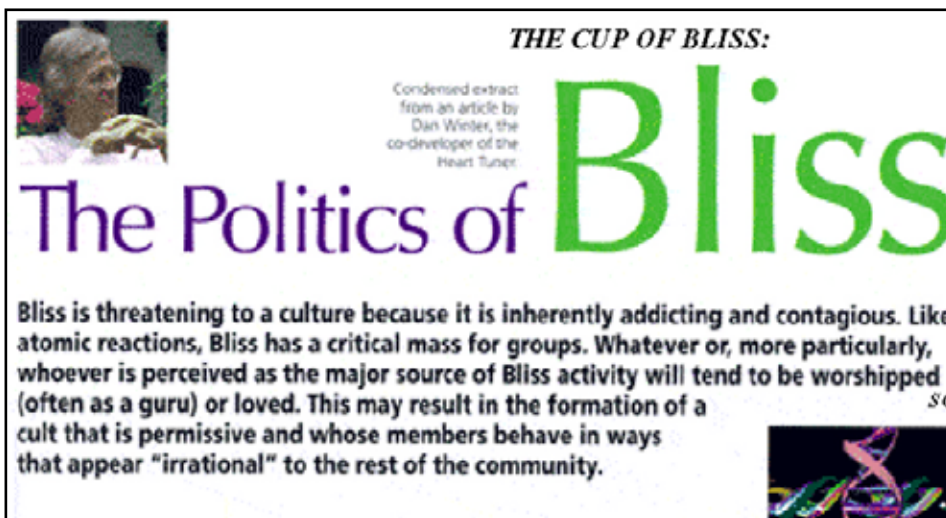 THE CUP OF BLISS:
Condensed extract
from an article by
Dan Winter, the
co-developer of the
Heart Tuner.
The Politics of Bliss
Bliss is threatening to a culture because it is inherently addicting and contagious. Like
atomic reactions, Bliss has a critical mass for groups. Whatever or, more particularly,
whoever is perceived as the major source of Bliss activity will tend to be worshipped
(often as a guru) or loved. This may result in the formation of a
cult that is permissive and whose members behave in ways
that appear “irrational” to the rest of the community.